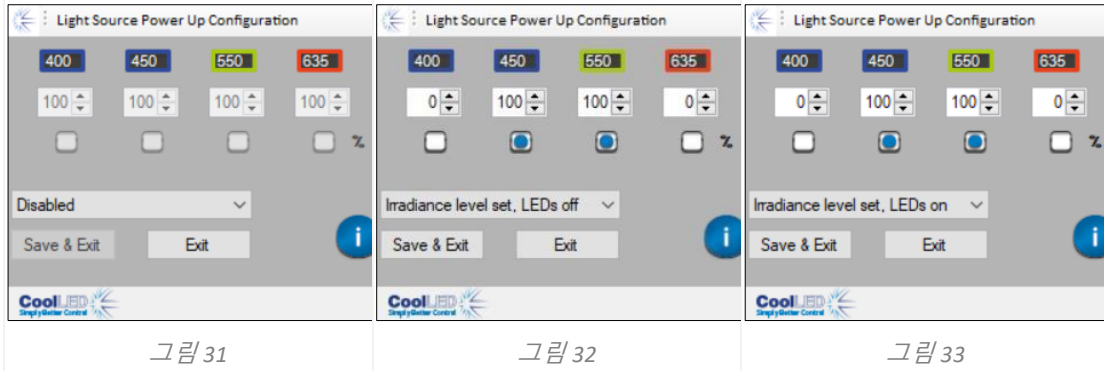 Light Source Power Up Configuration
400 450 550 635
100 100 100 100
%
Disabled
Save & Exit Exit
i
CoolLED
Simply Better Control
그림 31
Light Source Power Up Configuration
400 450 550 635
0 100 100 0
%
Irradiance level set, LEDs off
Save & Exit Exit
i
CoolLED
Simply Better Control
그림 32
Light Source Power Up Configuration
400 450 550 635
0 100 100 0
%
Irradiance level set, LEDs on
Save & Exit Exit
i
CoolLED
Simply Better Control
그림 33